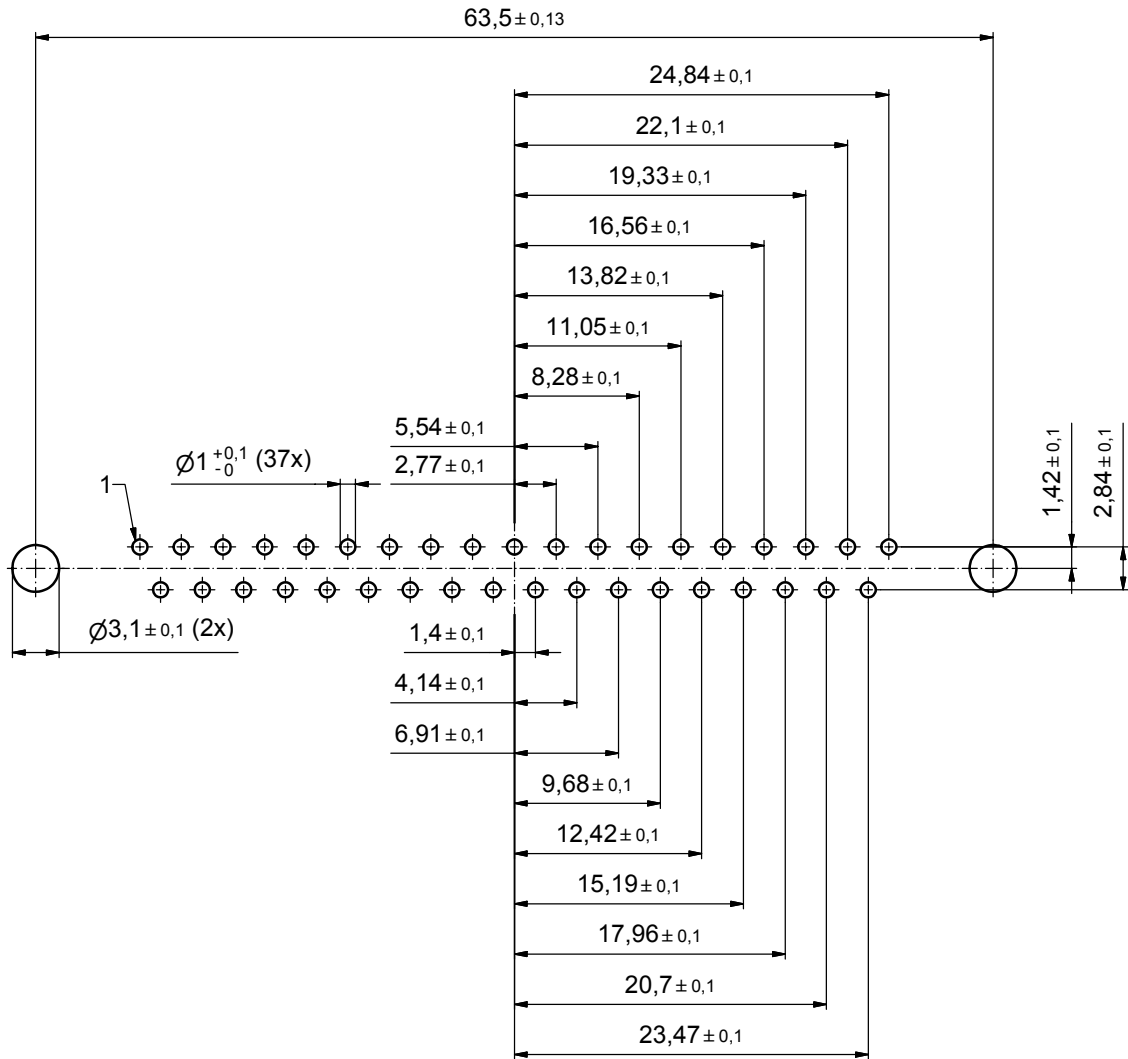 63,5 ± 0,13
24,84 ± 0,1
22,1 ± 0,1
19,33 ± 0,1
16,56 ± 0,1
13,82 ± 0,1
11,05 ± 0,1
8,28 ± 0,1
5,54 ± 0,1
2,77 ± 0,1
Ø1 +0,1 -0 (37x)
1
1,42 ± 0,1
2,84 ± 0,1
Ø3,1 ± 0,1 (2x)
1,4 ± 0,1
4,14 ± 0,1
6,91 ± 0,1
9,68 ± 0,1
12,42 ± 0,1
15,19 ± 0,1
17,96 ± 0,1
20,7 ± 0,1
23,47 ± 0,1